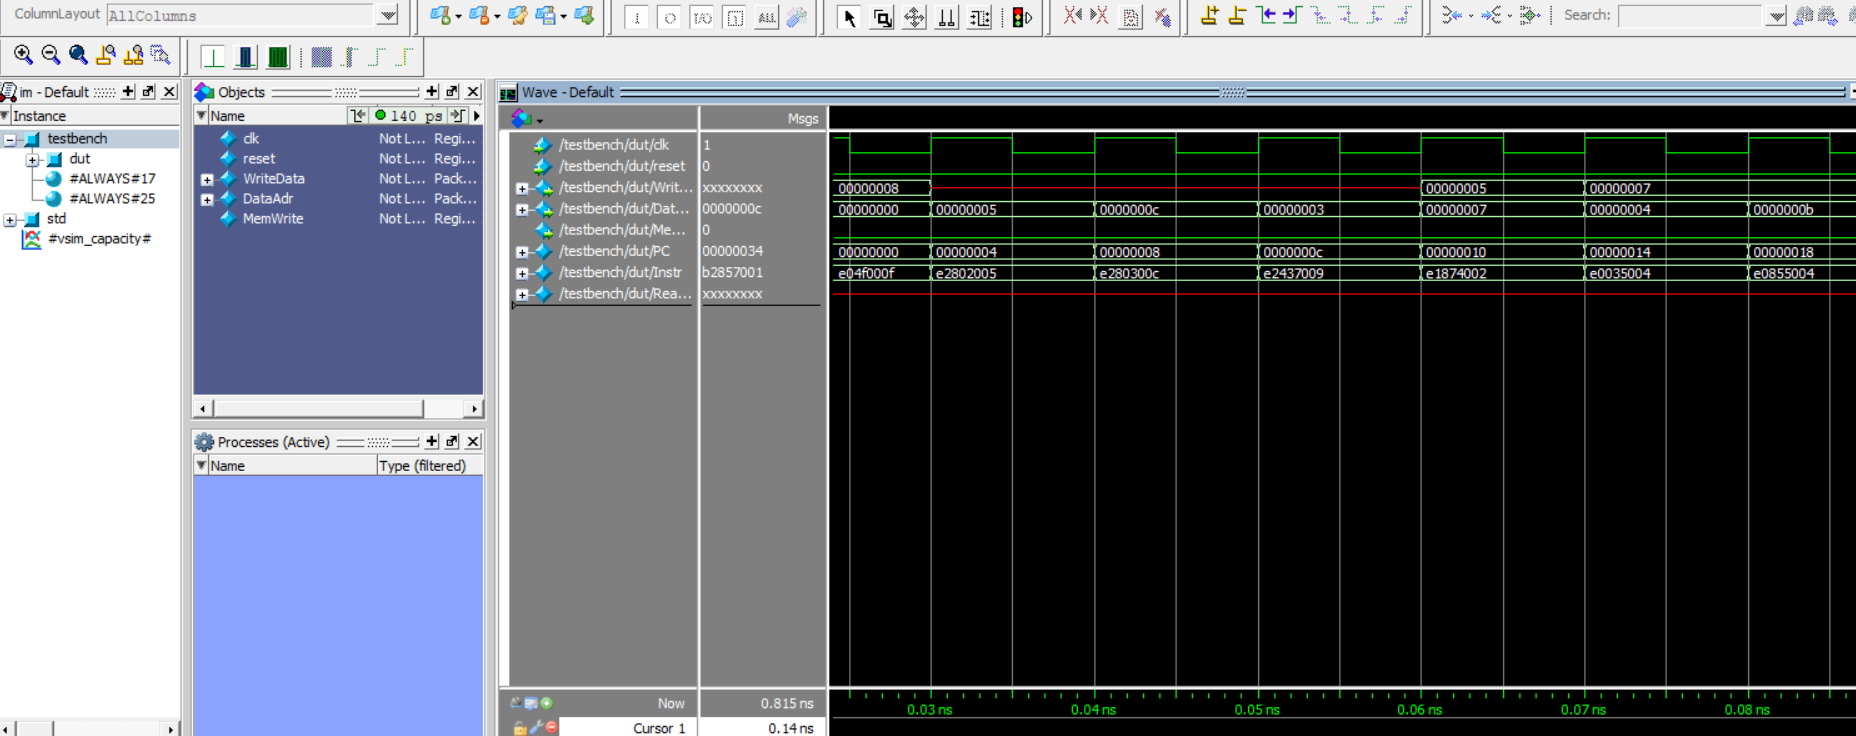 ColumnLayout AllColumns
Search:
im - Default
Instance
testbench
dut
#ALWAYS#17
#ALWAYS#25
std
#vsim_capacity#
Objects
Name 140 ps
clk Not L... Regi...
reset Not L... Regi...
WriteData Not L... Pack...
DataAdr Not L... Pack...
MemWrite Not L... Regi...
Processes (Active)
Name Type (filtered)
Wave - Default
Msgs
/testbench/dut/clk 1
/testbench/dut/reset 0
/testbench/dut/Writ... xxxxxxxx 00000008 00000005 00000007
/testbench/dut/Dat... 0000000c 00000000 00000005 0000000c 00000003 00000007 00000004 0000000b
/testbench/dut/Me... 0
/testbench/dut/PC 00000034 00000000 00000004 00000008 0000000c 00000010 00000014 00000018
/testbench/dut/Instr b2857001 e04f000f e2802005 e280300c e2437009 e1874002 e0035004 e0855004
/testbench/dut/Rea... xxxxxxxx
Now 0.815 ns 0.03 ns 0.04 ns 0.05 ns 0.06 ns 0.07 ns 0.08 ns
Cursor 1 0.14 ns